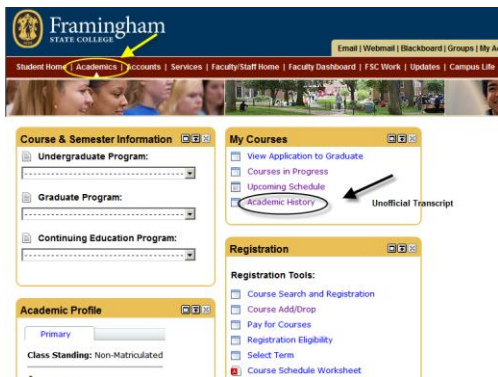 Framingham
STATE COLLEGE
Email | Webmail | Blackboard | Groups | My A
Student Home | Academics | Accounts | Services | Faculty/Staff Home | Faculty Dashboard | FSC Work | Updates | Campus Life
Course & Semester Information
Undergraduate Program:
Graduate Program:
Continuing Education Program:
Academic Profile
Primary
Class Standing: Non-Matriculated
My Courses
View Application to Graduate
Courses in Progress
Upcoming Schedule
Academic History
Unofficial Transcript
Registration
Registration Tools:
Course Search and Registration
Course Add/Drop
Pay for Courses
Registration Eligibility
Select Term
Course Schedule Worksheet